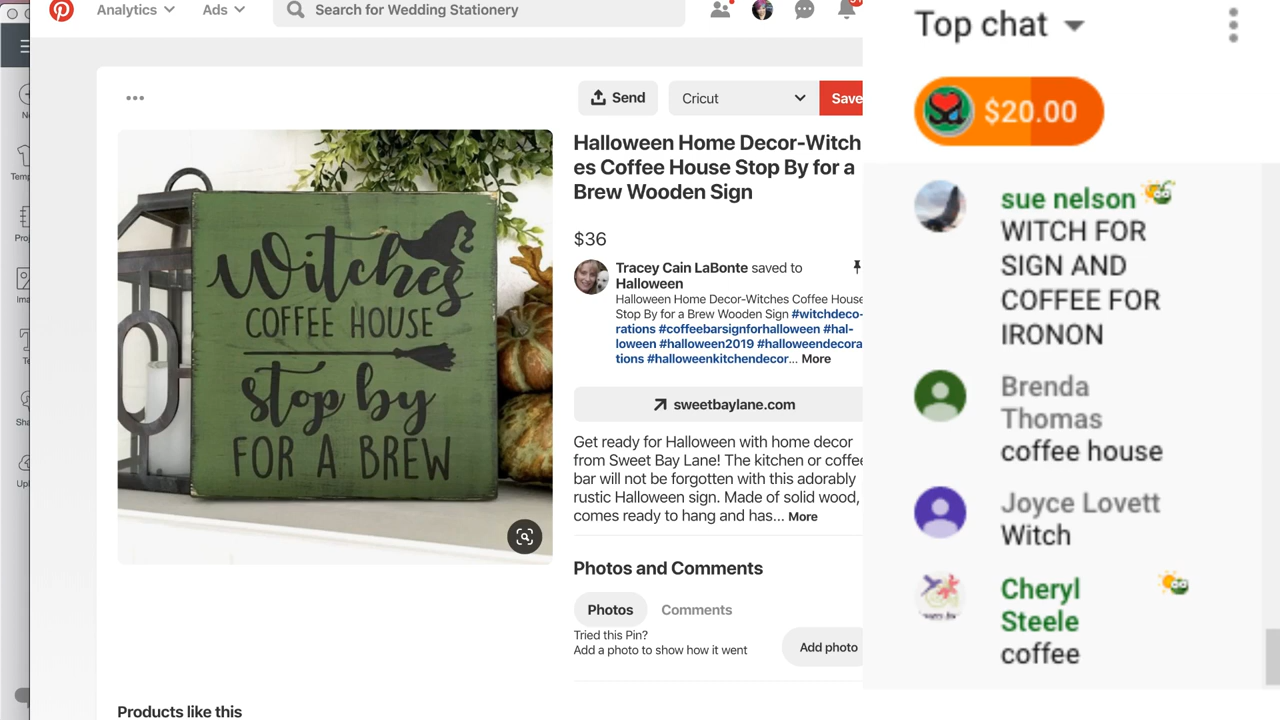 Analytics
Ads
Search for Wedding Stationery
Send
Cricut
Save
Halloween Home Decor-Witch
es Coffee House Stop By for a
Brew Wooden Sign
$36
Tracey Cain LaBonte saved to
Halloween
Halloween Home Decor-Witches Coffee House
Stop By for a Brew Wooden Sign #witchdeco-
rations #coffeebarsignforhalloween #hal-
loween #halloween2019 #halloweendecora
tions #halloweenkitchendecor... More
sweetbaylane.com
Get ready for Halloween with home decor
from Sweet Bay Lane! The kitchen or coffee
bar will not be forgotten with this adorably
rustic Halloween sign. Made of solid wood,
comes ready to hang and has... More
Photos and Comments
Photos
Comments
Tried this Pin?
Add a photo to show how it went
Add photo
Witches
COFFEE HOUSE
stop by
FOR A BREW
Products like this
Top chat
$20.00
sue nelson
WITCH FOR
SIGN AND
COFFEE FOR
IRONON
Brenda
Thomas
coffee house
Joyce Lovett
Witch
Cheryl
Steele
coffee